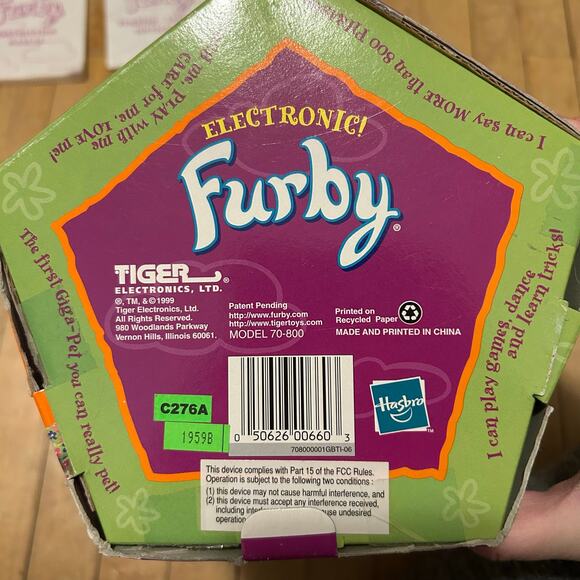 Furby
ELECTRONIC!
Furby®
me, PLAY with me
CARE for me, LOVE me!
I can say MORE than 800 
The first Giga-Pet you can really pet!
I can play games, dance
and learn tricks!
TIGER®
ELECTRONICS, LTD.
®, TM, & © 1999
Tiger Electronics, Ltd.
All Rights Reserved.
980 Woodlands Parkway
Vernon Hills, Illinois 60061.
Patent Pending
http://www.furby.com
http://www.tigertoys.com
MODEL 70-800
Printed on
Recycled Paper
MADE AND PRINTED IN CHINA
C276A
1959B
0 50626 00660 3
708000001GBTI-06
Hasbro™
This device complies with Part 15 of the FCC Rules.
Operation is subject to the following two conditions :
(1) this device may not cause harmful interference, and
(2) this device must accept any interference received,
including
undesired